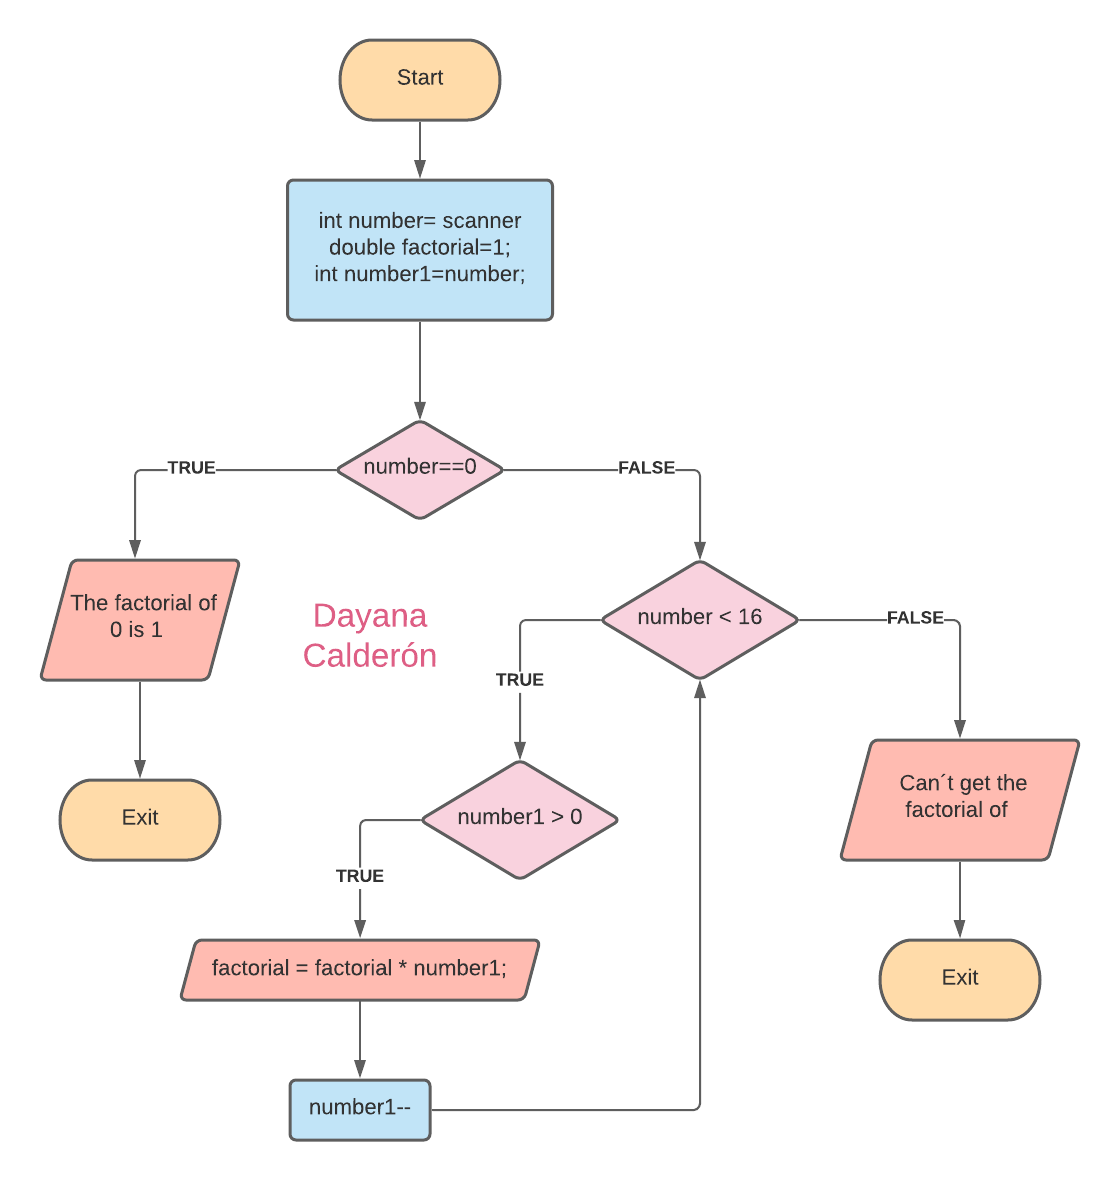 Start
int number= scanner
double factorial=1;
int number1=number;
number==0
TRUE
FALSE
The factorial of
0 is 1
Dayana
Calderón
number < 16
FALSE
TRUE
Exit
number1 > 0
Can´t get the
factorial of
TRUE
factorial = factorial * number1;
Exit
number1--